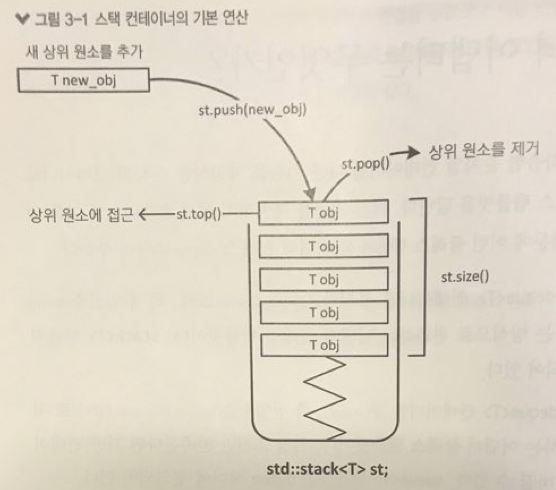 ▼ 그림 3-1 스택 컨테이너의 기본 연산
새 상위 원소를 추가
T new_obj
st.push(new_obj)
st.pop()
상위 원소를 제거
상위 원소에 접근
st.top()
T obj
T obj
T obj
T obj
T obj
st.size()
std::stack<T> st;